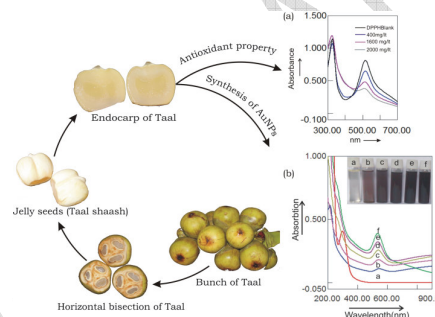 (a)
1.500
DPPHBlank
400mg/lt
1600 mg/lt
2000 mg/lt
1.000
0.500
-0.100
Absorbance
300.00 500.00 700.00
nm
Antioxidant property
Synthesis of AuNPs
Endocarp of Taal
Jelly seeds (Taal shaash)
Horizontal bisection of Taal
Bunch of Taal
(b)
1.000
a b c d e f
0.500
-0.050
Absorbtion
f
e
d
c
b
a
200.00 400.00 600.00 900.
Wavelength(nm)